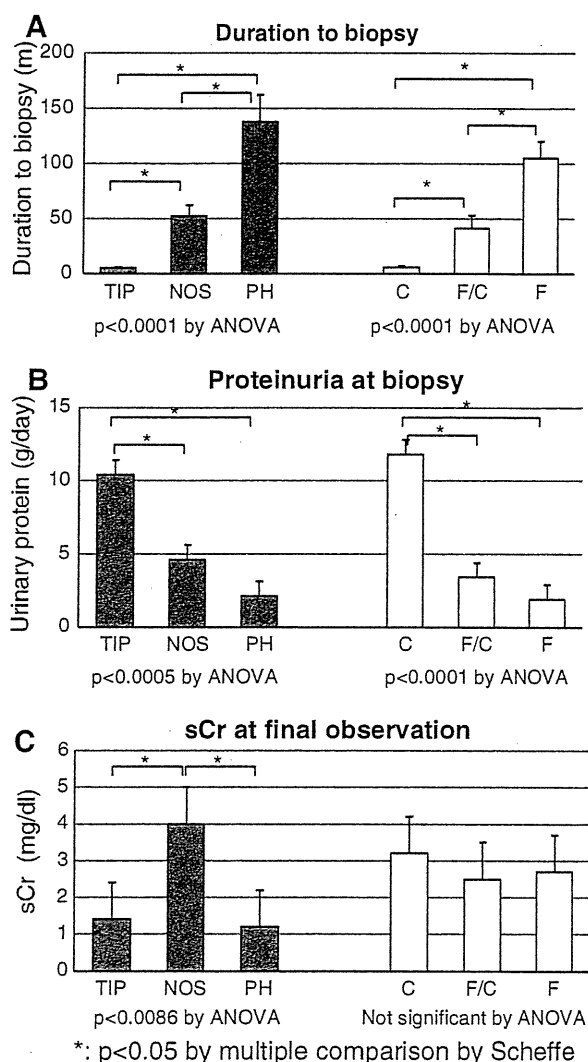 A
Duration to biopsy
Duration to biopsy (m)
200
150
100
50
0
* * * * * *
TIP NOS PH C F/C F
p<0.0001 by ANOVA p<0.0001 by ANOVA
B
Proteinuria at biopsy
Urinary protein (g/day)
15
10
5
0
* * * *
TIP NOS PH C F/C F
p<0.0005 by ANOVA p<0.0001 by ANOVA
C
sCr at final observation
sCr (mg/dl)
6
5
4
3
2
1
0
* *
TIP NOS PH C F/C F
p<0.0086 by ANOVA Not significant by ANOVA
*: p<0.05 by multiple comparison by Scheffe